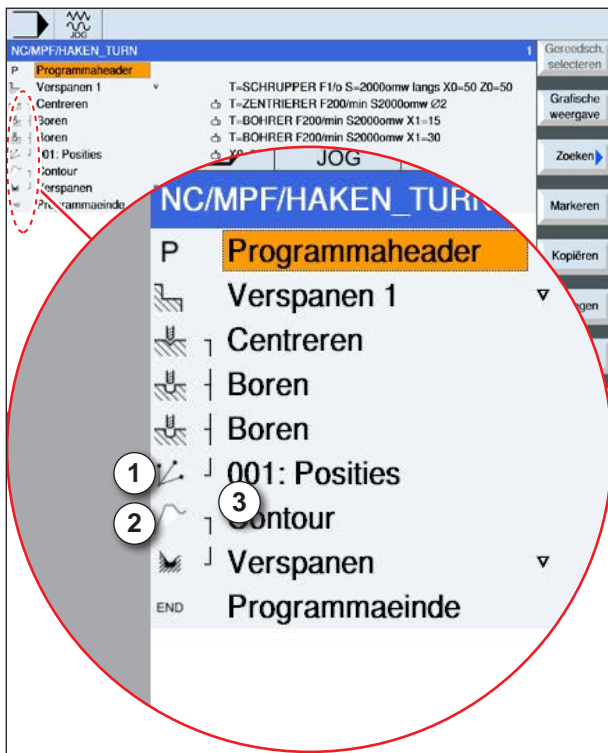 JOG
NC/MPF/HAKEN_TURN 1
P Programmaheader
Verspanen 1 T=SCHRUPPER F1/o S=2000omw langs X0=50 Z0=50
Centreren T=ZENTRIERER F200/min S2000omw Ø2
Boren T=BOHRER F200/min S2000omw X1=15
Boren T=BOHRER F200/min S2000omw X1=30
001: Posities
Contour
Verspanen
Programmaeinde
Gereedsch.
selecteren
Grafische
weergave
Zoeken
Markeren
Kopiëren
JOG
NC/MPF/HAKEN_TURN
P Programmaheader
Verspanen 1
Centreren
Boren
Boren
1 001: Posities
3
2 Contour
Verspanen
END Programmaeinde